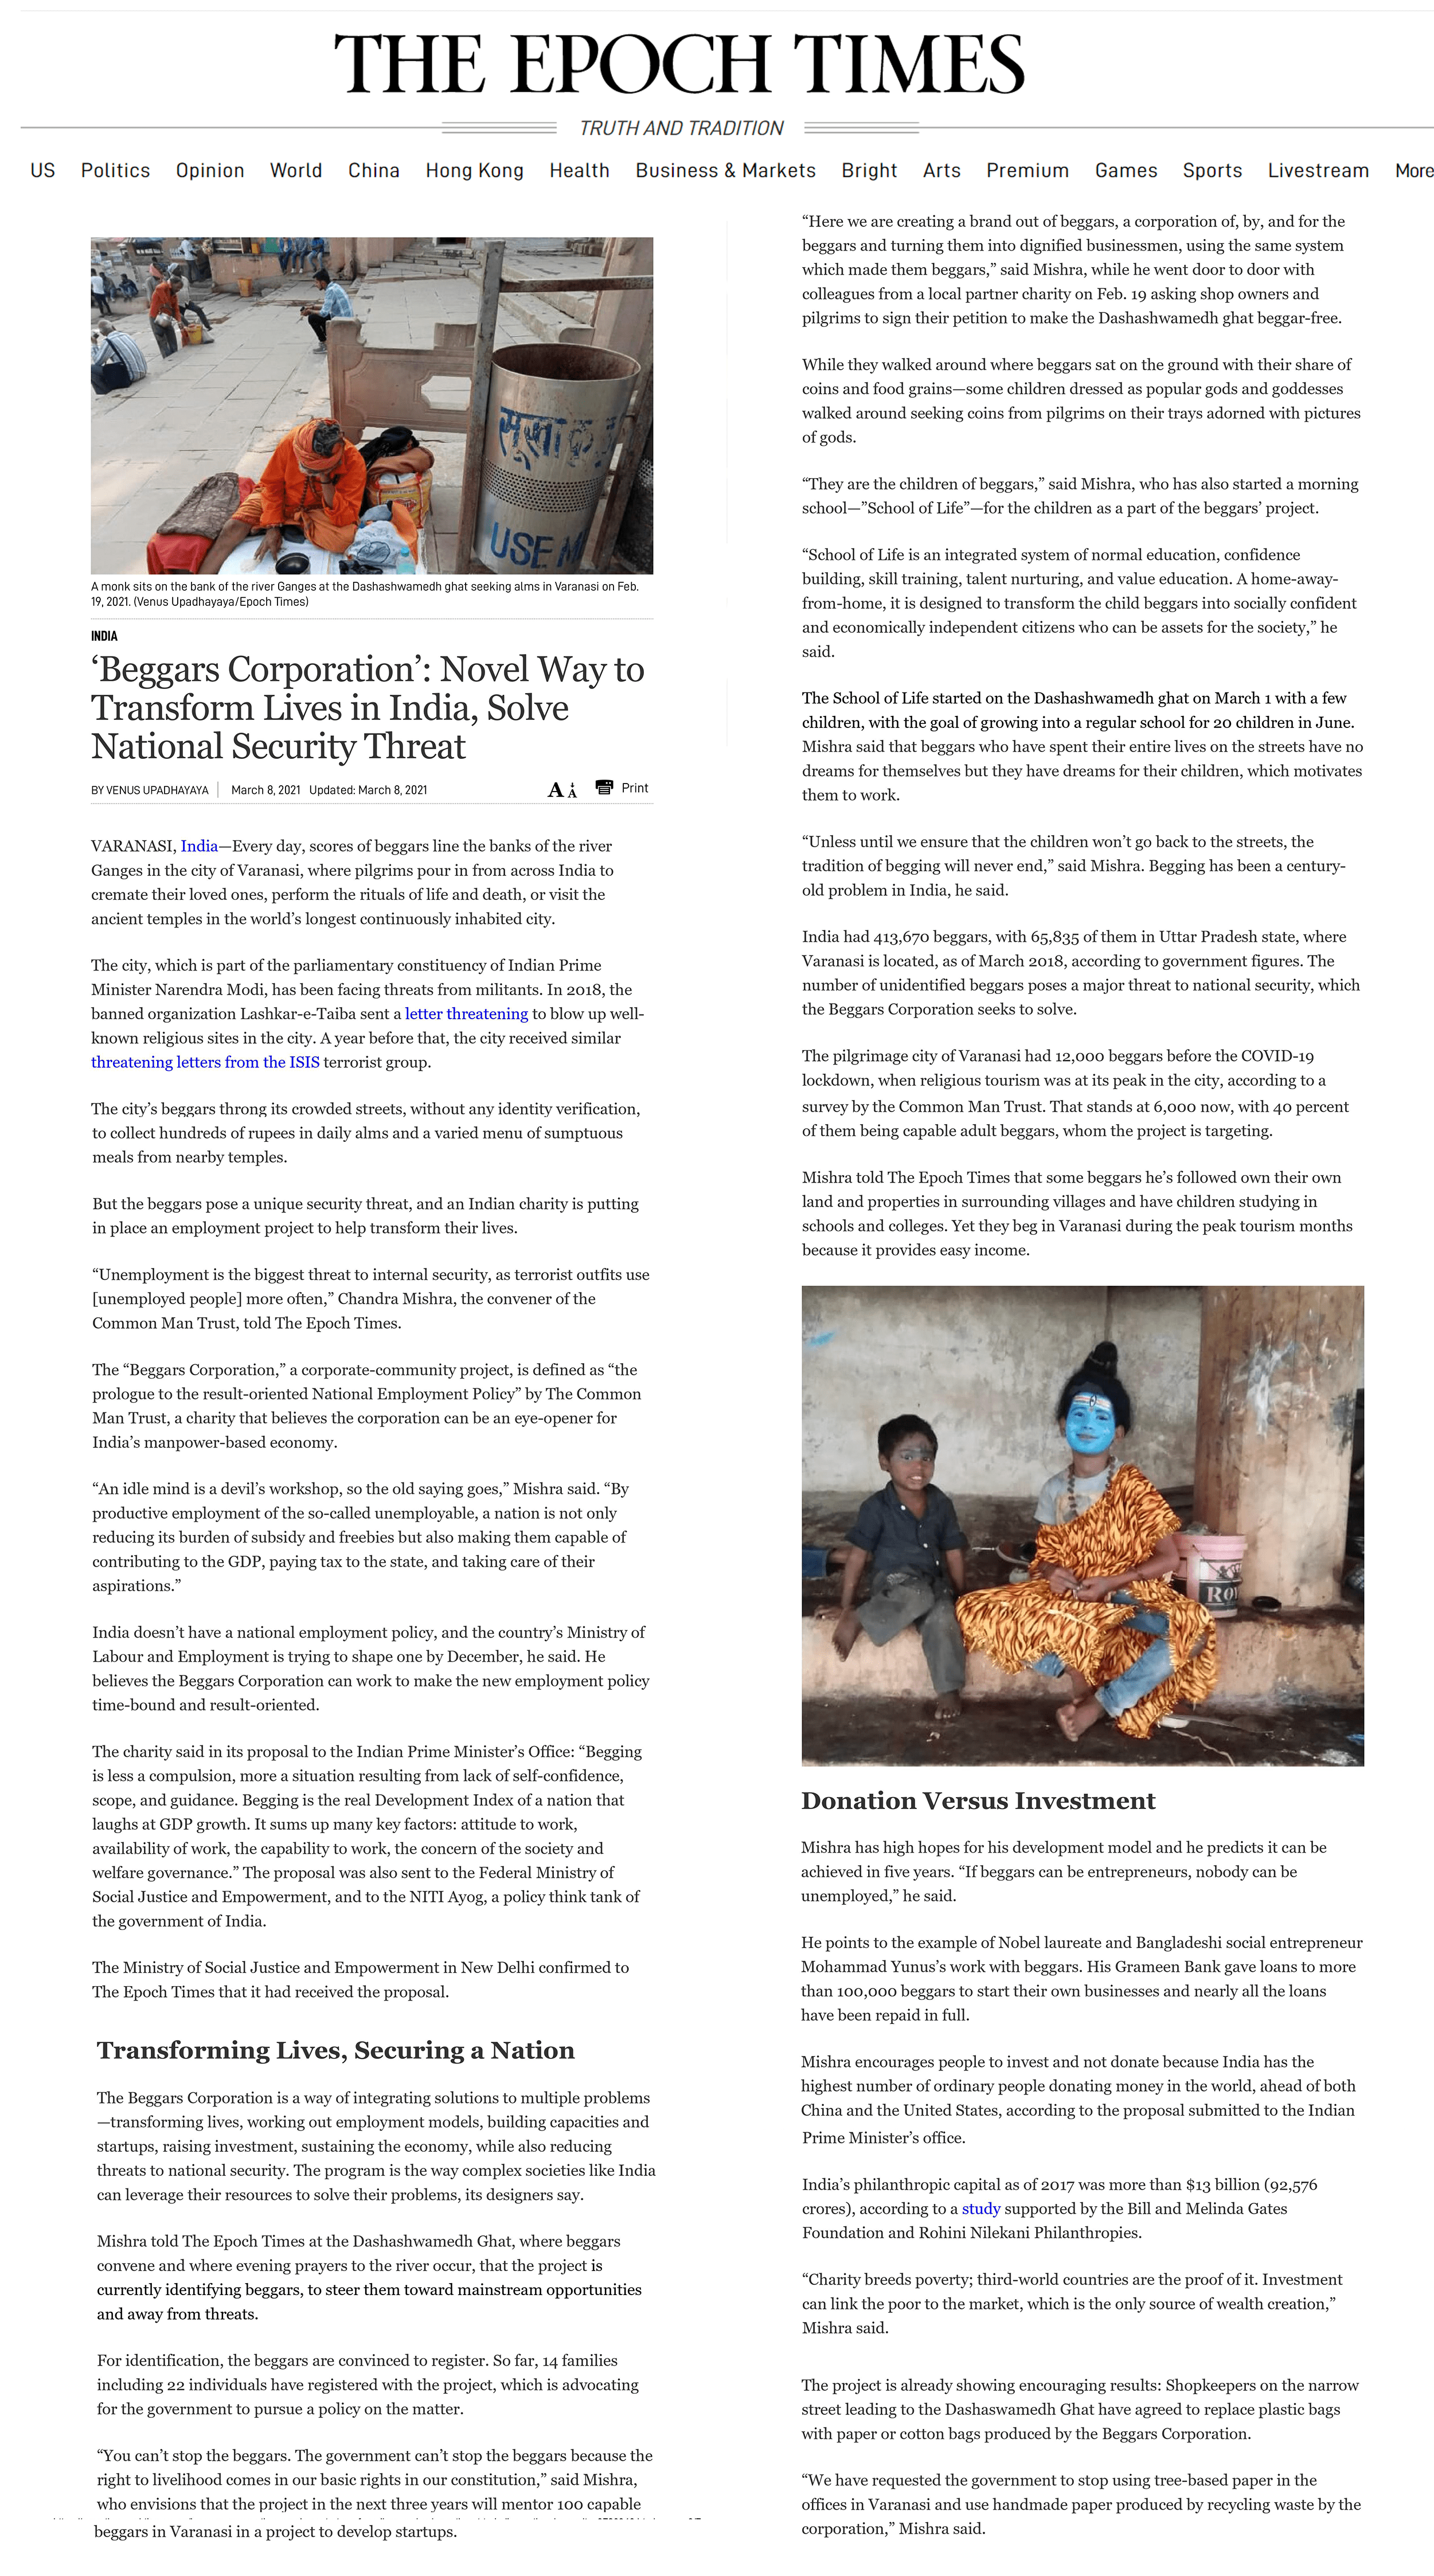 THE EPOCH TIMES
TRUTH AND TRADITION
US Politics Opinion World China Hong Kong Health Business & Markets Bright Arts Premium Games Sports Livestream More
सूखा
USE
A monk sits on the bank of the river Ganges at the Dashashwamedh ghat seeking alms in Varanasi on Feb.
19, 2021. (Venus Upadhayaya/Epoch Times)
INDIA
‘Beggars Corporation’: Novel Way to
Transform Lives in India, Solve
National Security Threat
BY VENUS UPADHAYAYA March 8, 2021 Updated: March 8, 2021 A A Print
VARANASI, India—Every day, scores of beggars line the banks of the river
Ganges in the city of Varanasi, where pilgrims pour in from across India to
cremate their loved ones, perform the rituals of life and death, or visit the
ancient temples in the world’s longest continuously inhabited city.
The city, which is part of the parliamentary constituency of Indian Prime
Minister Narendra Modi, has been facing threats from militants. In 2018, the
banned organization Lashkar-e-Taiba sent a letter threatening to blow up well-
known religious sites in the city. A year before that, the city received similar
threatening letters from the ISIS terrorist group.
The city’s beggars throng its crowded streets, without any identity verification,
to collect hundreds of rupees in daily alms and a varied menu of sumptuous
meals from nearby temples.
But the beggars pose a unique security threat, and an Indian charity is putting
in place an employment project to help transform their lives.
“Unemployment is the biggest threat to internal security, as terrorist outfits use
[unemployed people] more often,” Chandra Mishra, the convener of the
Common Man Trust, told The Epoch Times.
The “Beggars Corporation,” a corporate-community project, is defined as “the
prologue to the result-oriented National Employment Policy” by The Common
Man Trust, a charity that believes the corporation can be an eye-opener for
India’s manpower-based economy.
“An idle mind is a devil’s workshop, so the old saying goes,” Mishra said. “By
productive employment of the so-called unemployable, a nation is not only
reducing its burden of subsidy and freebies but also making them capable of
contributing to the GDP, paying tax to the state, and taking care of their
aspirations.”
India doesn’t have a national employment policy, and the country’s Ministry of
Labour and Employment is trying to shape one by December, he said. He
believes the Beggars Corporation can work to make the new employment policy
time-bound and result-oriented.
The charity said in its proposal to the Indian Prime Minister’s Office: “Begging
is less a compulsion, more a situation resulting from lack of self-confidence,
scope, and guidance. Begging is the real Development Index of a nation that
laughs at GDP growth. It sums up many key factors: attitude to work,
availability of work, the capability to work, the concern of the society and
welfare governance.” The proposal was also sent to the Federal Ministry of
Social Justice and Empowerment, and to the NITI Ayog, a policy think tank of
the government of India.
The Ministry of Social Justice and Empowerment in New Delhi confirmed to
The Epoch Times that it had received the proposal.
Transforming Lives, Securing a Nation
The Beggars Corporation is a way of integrating solutions to multiple problems
—transforming lives, working out employment models, building capacities and
startups, raising investment, sustaining the economy, while also reducing
threats to national security. The program is the way complex societies like India
can leverage their resources to solve their problems, its designers say.
Mishra told The Epoch Times at the Dashashwamedh Ghat, where beggars
convene and where evening prayers to the river occur, that the project is
currently identifying beggars, to steer them toward mainstream opportunities
and away from threats.
For identification, the beggars are convinced to register. So far, 14 families
including 22 individuals have registered with the project, which is advocating
for the government to pursue a policy on the matter.
“You can’t stop the beggars. The government can’t stop the beggars because the
right to livelihood comes in our basic rights in our constitution,” said Mishra,
who envisions that the project in the next three years will mentor 100 capable
beggars in Varanasi in a project to develop startups.
“Here we are creating a brand out of beggars, a corporation of, by, and for the
beggars and turning them into dignified businessmen, using the same system
which made them beggars,” said Mishra, while he went door to door with
colleagues from a local partner charity on Feb. 19 asking shop owners and
pilgrims to sign their petition to make the Dashashwamedh ghat beggar-free.
While they walked around where beggars sat on the ground with their share of
coins and food grains—some children dressed as popular gods and goddesses
walked around seeking coins from pilgrims on their trays adorned with pictures
of gods.
“They are the children of beggars,” said Mishra, who has also started a morning
school—”School of Life”—for the children as a part of the beggars’ project.
“School of Life is an integrated system of normal education, confidence
building, skill training, talent nurturing, and value education. A home-away-
from-home, it is designed to transform the child beggars into socially confident
and economically independent citizens who can be assets for the society,” he
said.
The School of Life started on the Dashashwamedh ghat on March 1 with a few
children, with the goal of growing into a regular school for 20 children in June.
Mishra said that beggars who have spent their entire lives on the streets have no
dreams for themselves but they have dreams for their children, which motivates
them to work.
“Unless until we ensure that the children won’t go back to the streets, the
tradition of begging will never end,” said Mishra. Begging has been a century-
old problem in India, he said.
India had 413,670 beggars, with 65,835 of them in Uttar Pradesh state, where
Varanasi is located, as of March 2018, according to government figures. The
number of unidentified beggars poses a major threat to national security, which
the Beggars Corporation seeks to solve.
The pilgrimage city of Varanasi had 12,000 beggars before the COVID-19
lockdown, when religious tourism was at its peak in the city, according to a
survey by the Common Man Trust. That stands at 6,000 now, with 40 percent
of them being capable adult beggars, whom the project is targeting.
Mishra told The Epoch Times that some beggars he’s followed own their own
land and properties in surrounding villages and have children studying in
schools and colleges. Yet they beg in Varanasi during the peak tourism months
because it provides easy income.
Donation Versus Investment
Mishra has high hopes for his development model and he predicts it can be
achieved in five years. “If beggars can be entrepreneurs, nobody can be
unemployed,” he said.
He points to the example of Nobel laureate and Bangladeshi social entrepreneur
Mohammad Yunus’s work with beggars. His Grameen Bank gave loans to more
than 100,000 beggars to start their own businesses and nearly all the loans
have been repaid in full.
Mishra encourages people to invest and not donate because India has the
highest number of ordinary people donating money in the world, ahead of both
China and the United States, according to the proposal submitted to the Indian
Prime Minister’s office.
India’s philanthropic capital as of 2017 was more than $13 billion (92,576
crores), according to a study supported by the Bill and Melinda Gates
Foundation and Rohini Nilekani Philanthropies.
“Charity breeds poverty; third-world countries are the proof of it. Investment
can link the poor to the market, which is the only source of wealth creation,”
Mishra said.
The project is already showing encouraging results: Shopkeepers on the narrow
street leading to the Dashaswamedh Ghat have agreed to replace plastic bags
with paper or cotton bags produced by the Beggars Corporation.
“We have requested the government to stop using tree-based paper in the
offices in Varanasi and use handmade paper produced by recycling waste by the
corporation,” Mishra said.